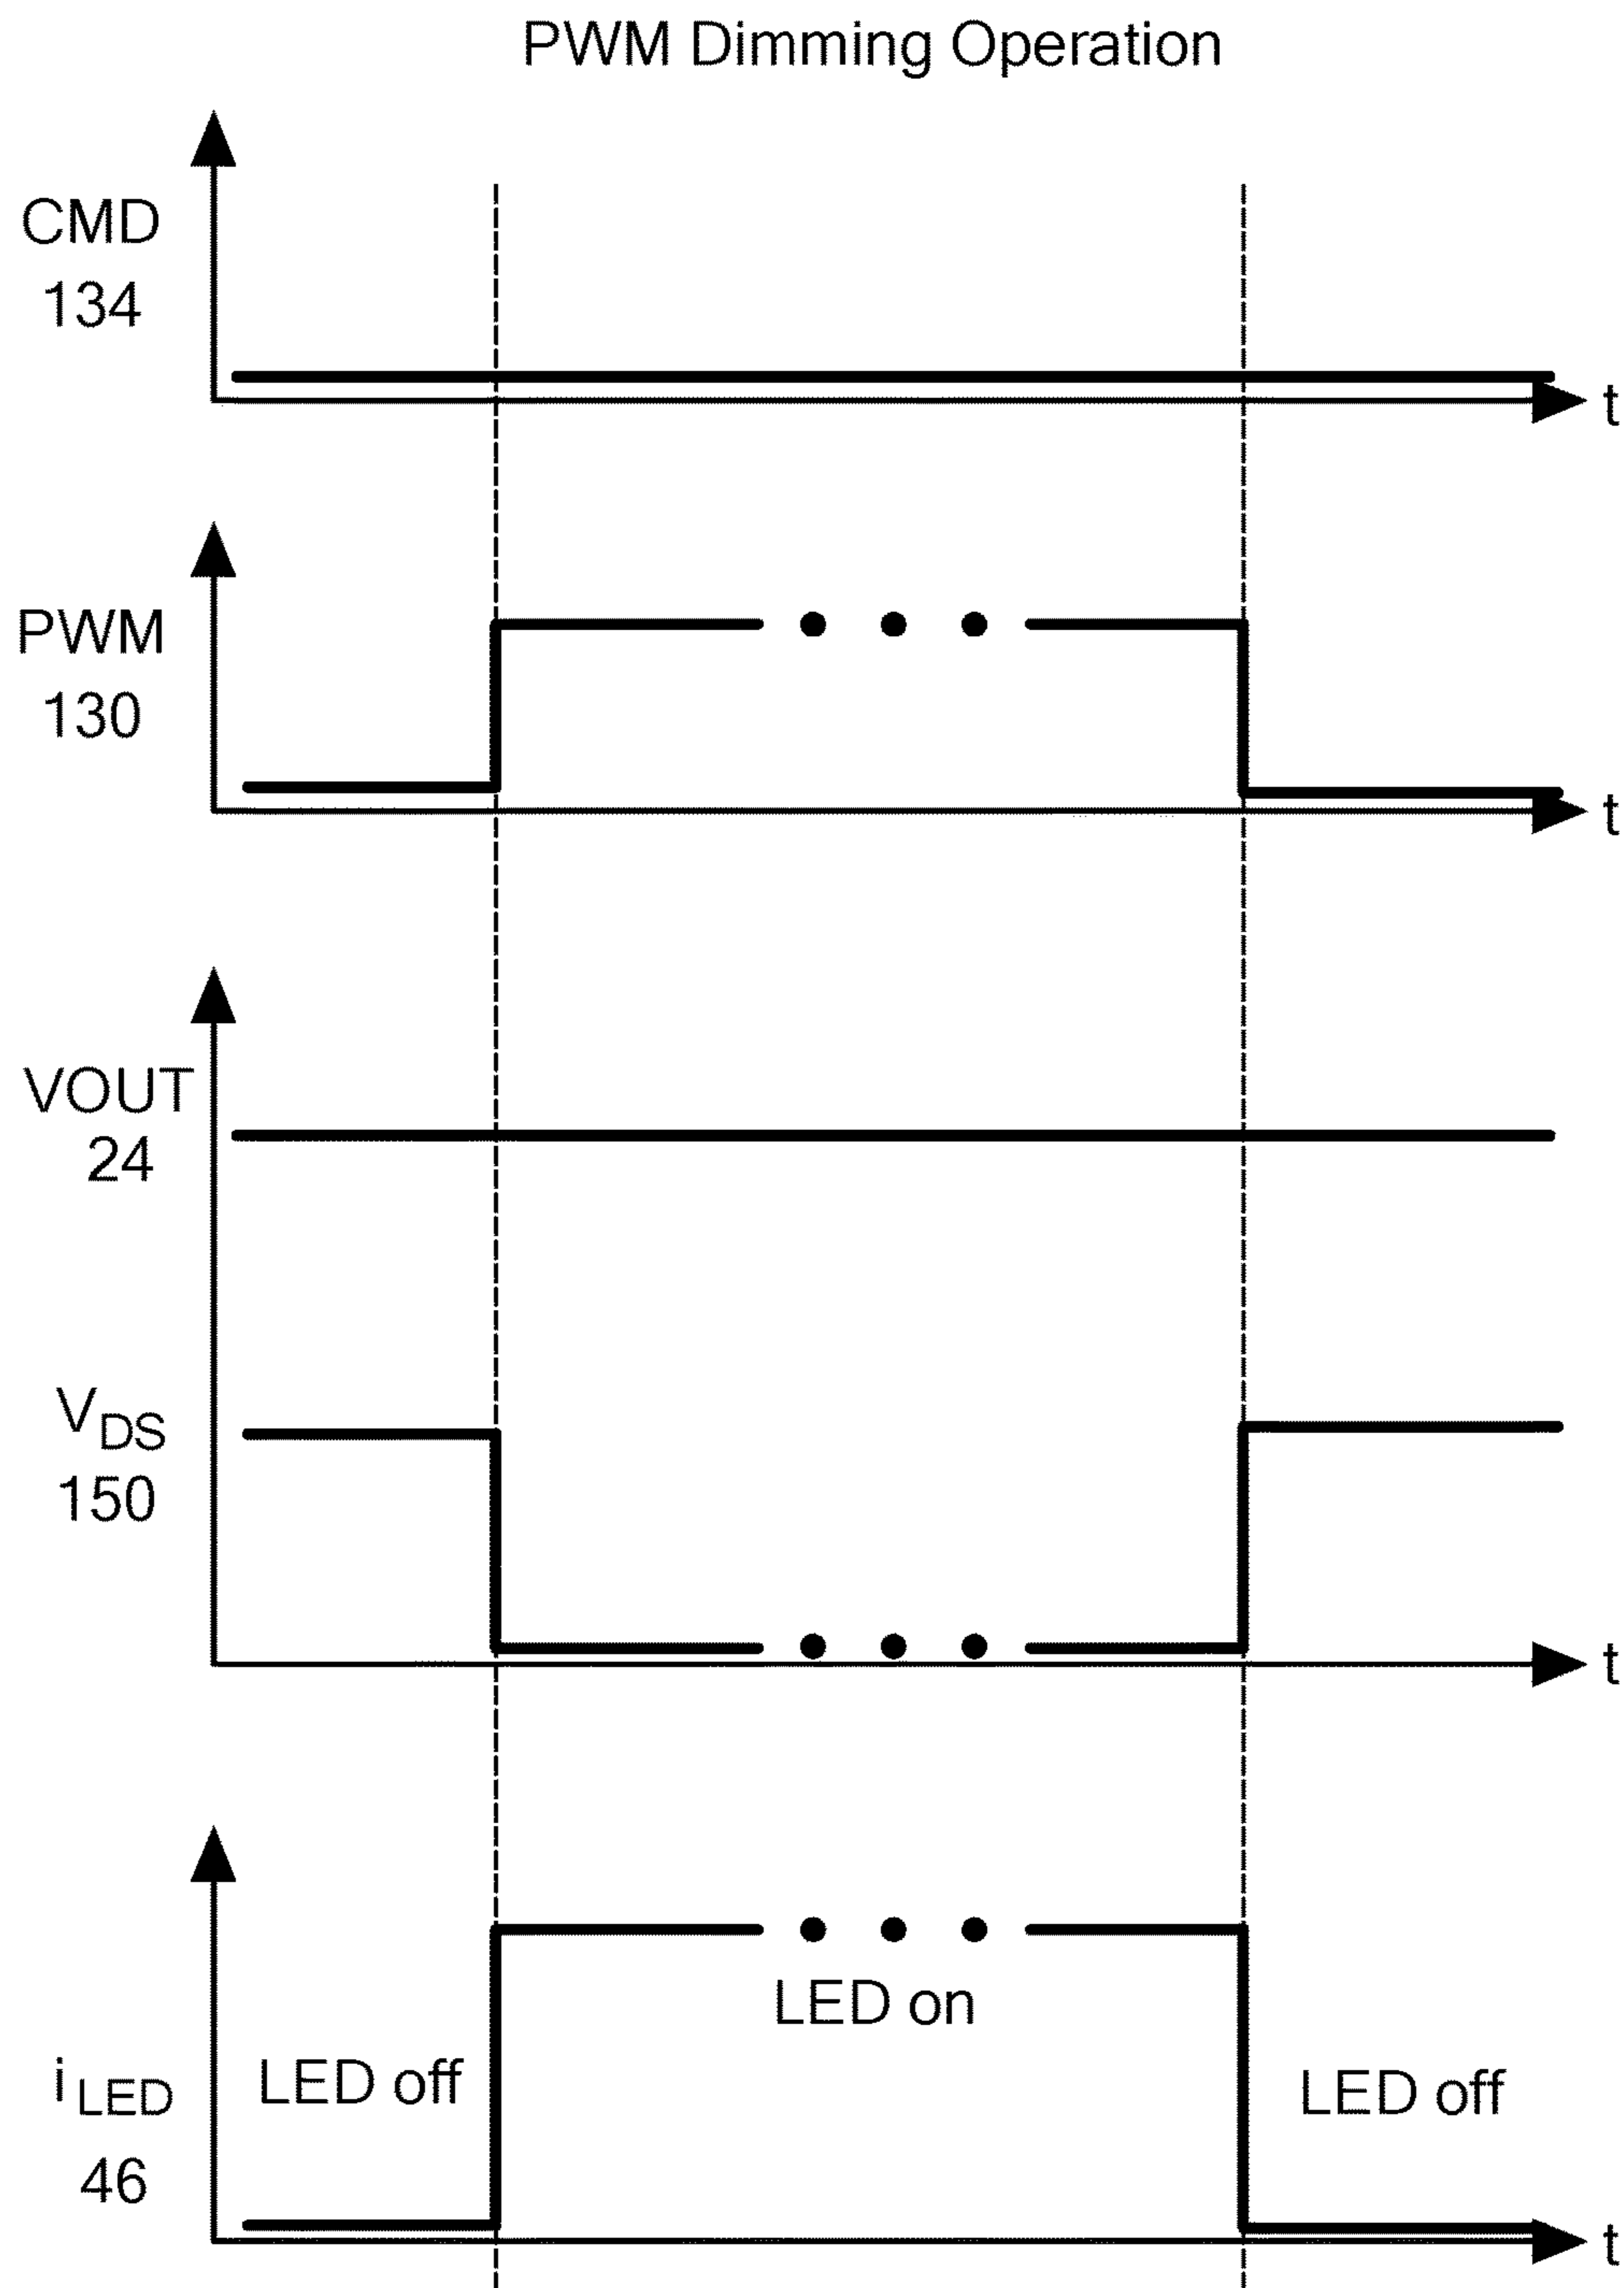 PWM Dimming Operation
CMD
134
t
PWM
130
t
VOUT
24
VDS
150
t
LED on
iLED
LED off
LED off
46
t